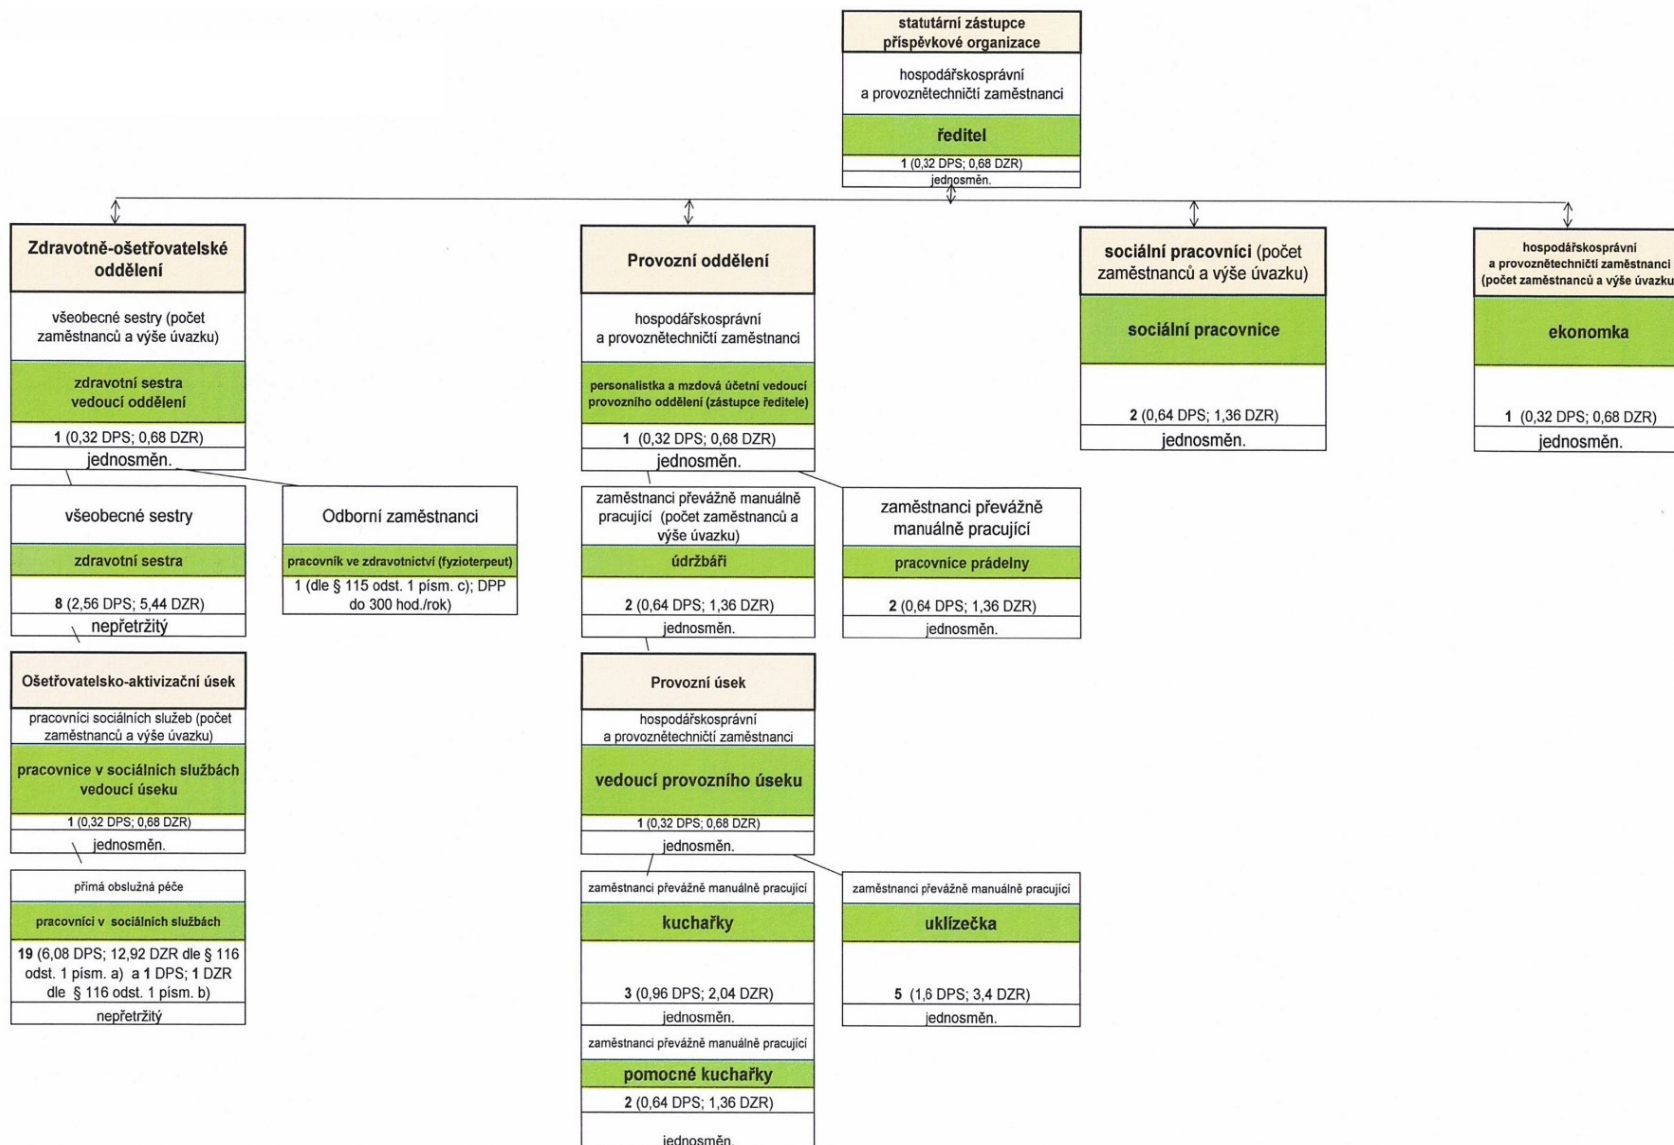 statutární zástupce
příspěvkové organizace
hospodářskosprávní
a provoznětechničtí zaměstnanci
ředitel
1 (0,32 DPS; 0,68 DZR)
jednosměn.
Zdravotně-ošetřovatelské
oddělení
všeobecné sestry (počet
zaměstnanců a výše úvazku)
zdravotní sestra
vedoucí oddělení
1 (0,32 DPS; 0,68 DZR)
jednosměn.
všeobecné sestry
zdravotní sestra
8 (2,56 DPS; 5,44 DZR)
nepřetržitý
Odborní zaměstnanci
pracovník ve zdravotnictví (fyzioterpeut)
1 (dle § 115 odst. 1 písm. c); DPP
do 300 hod./rok)
Ošetřovatelsko-aktivizační úsek
pracovníci sociálních služeb (počet
zaměstnanců a výše úvazku)
pracovnice v sociálních službách
vedoucí úseku
1 (0,32 DPS; 0,68 DZR)
jednosměn.
přímá obslužná péče
pracovníci v sociálních službách
19 (6,08 DPS; 12,92 DZR dle § 116
odst. 1 písm. a) a 1 DPS; 1 DZR
dle § 116 odst. 1 písm. b)
nepřetržitý
Provozní oddělení
hospodářskosprávní
a provoznětechničtí zaměstnanci
personalistka a mzdová účetní vedoucí
provozního oddělení (zástupce ředitele)
1 (0,32 DPS; 0,68 DZR)
jednosměn.
zaměstnanci převážně manuálně
pracující (počet zaměstnanců a
výše úvazku)
údržbáři
2 (0,64 DPS; 1,36 DZR)
jednosměn.
zaměstnanci převážně
manuálně pracující
pracovnice prádelny
2 (0,64 DPS; 1,36 DZR)
jednosměn.
Provozní úsek
hospodářskosprávní
a provoznětechničtí zaměstnanci
vedoucí provozního úseku
1 (0,32 DPS; 0,68 DZR)
jednosměn.
zaměstnanci převážně manuálně pracující
kuchařky
3 (0,96 DPS; 2,04 DZR)
jednosměn.
zaměstnanci převážně manuálně pracující
pomocné kuchařky
2 (0,64 DPS; 1,36 DZR)
jednosměn.
zaměstnanci převážně manuálně pracující
uklízečka
5 (1,6 DPS; 3,4 DZR)
jednosměn.
sociální pracovníci (počet
zaměstnanců a výše úvazku)
sociální pracovnice
2 (0,64 DPS; 1,36 DZR)
jednosměn.
hospodářskosprávní
a provoznětechničtí zaměstnanci
(počet zaměstnanců a výše úvazku
ekonomka
1 (0,32 DPS; 0,68 DZR)
jednosměn.